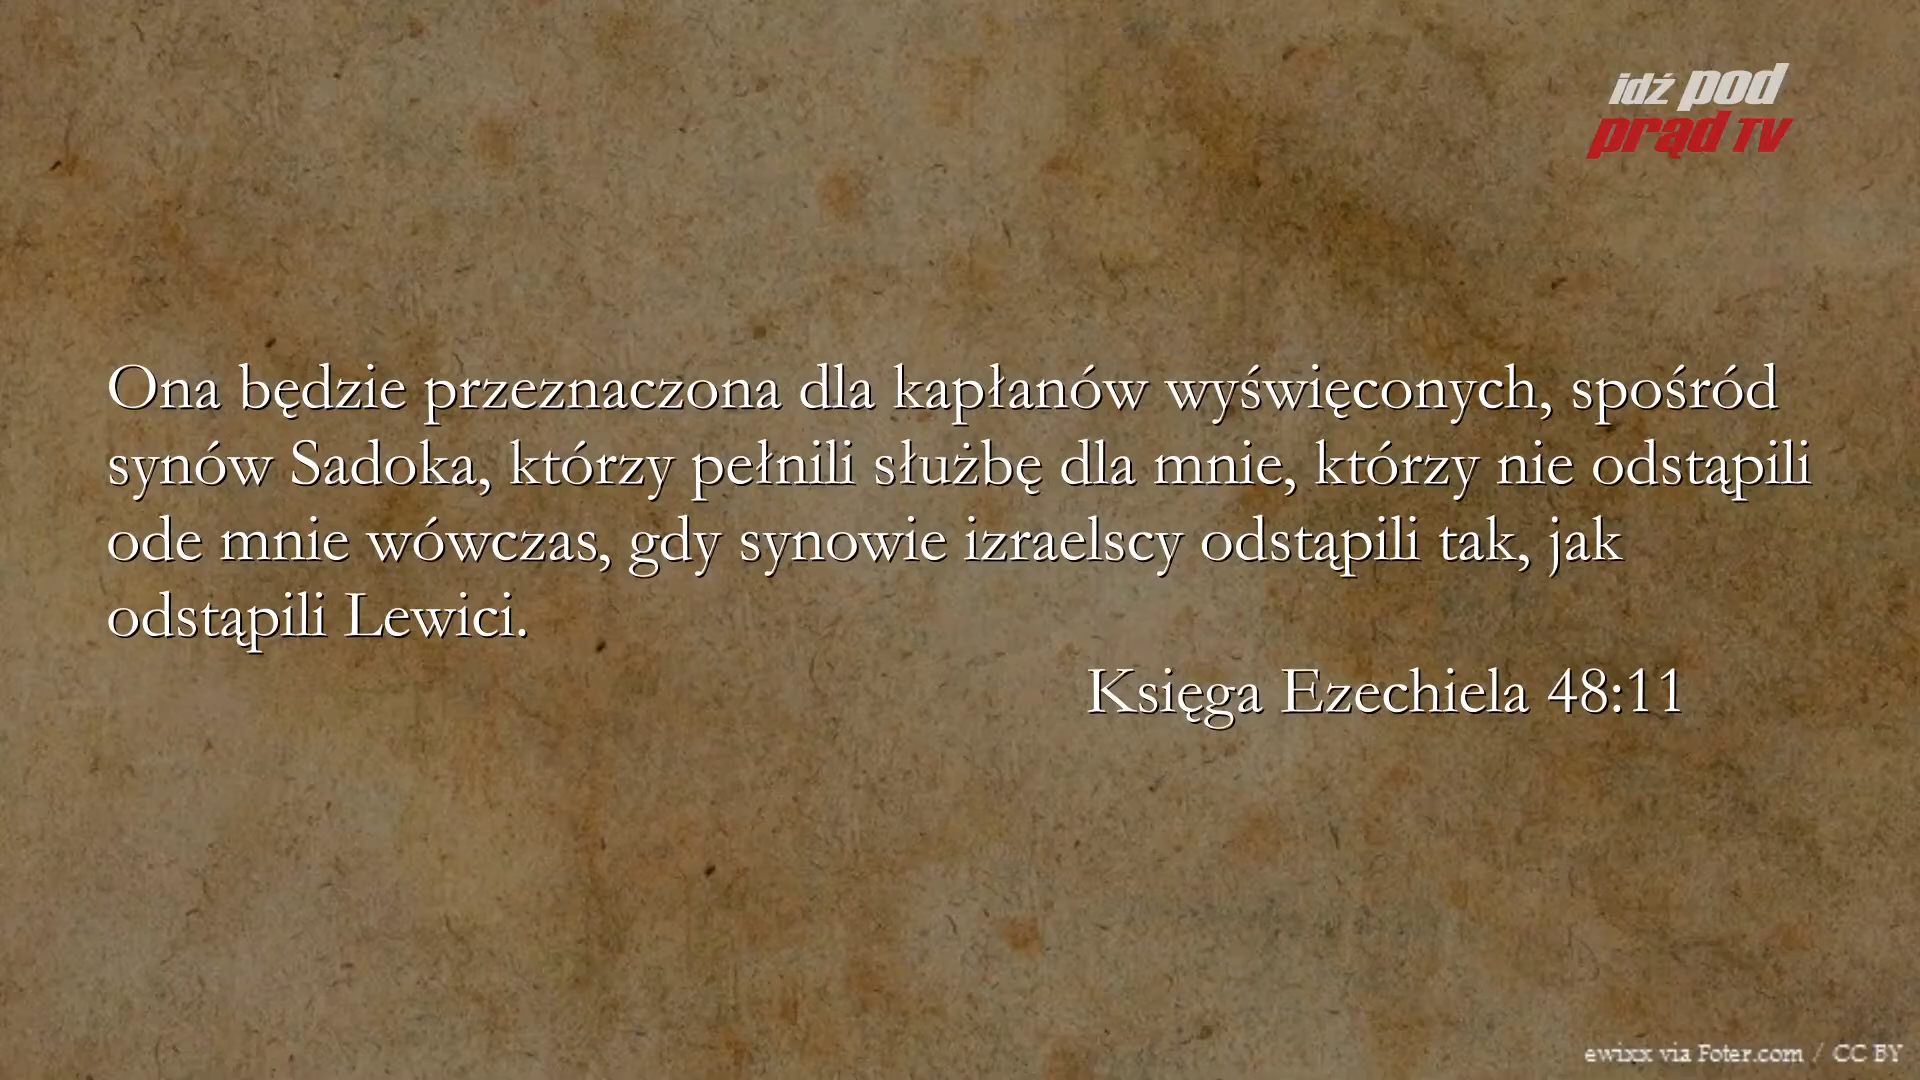 idź pod
prąd TV
Ona będzie przeznaczona dla kapłanów wyświęconych, spośród
synów Sadoka, którzy pełnili służbę dla mnie, którzy nie odstąpili
ode mnie wówczas, gdy synowie izraelscy odstąpili tak, jak
odstąpili Lewici.
Księga Ezechiela 48:11
ewixx via Foter.com / CC BY